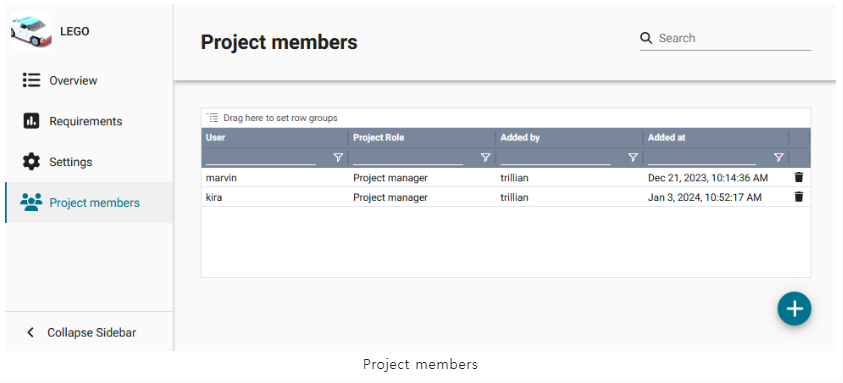 LEGO
Project members
Search
Overview
Requirements
Settings
Project members
Collapse Sidebar
Drag here to set row groups
User Project Role Added by Added at
marvin Project manager trillian Dec 21, 2023, 10:14:36 AM
kira Project manager trillian Jan 3, 2024, 10:52:17 AM
Project members